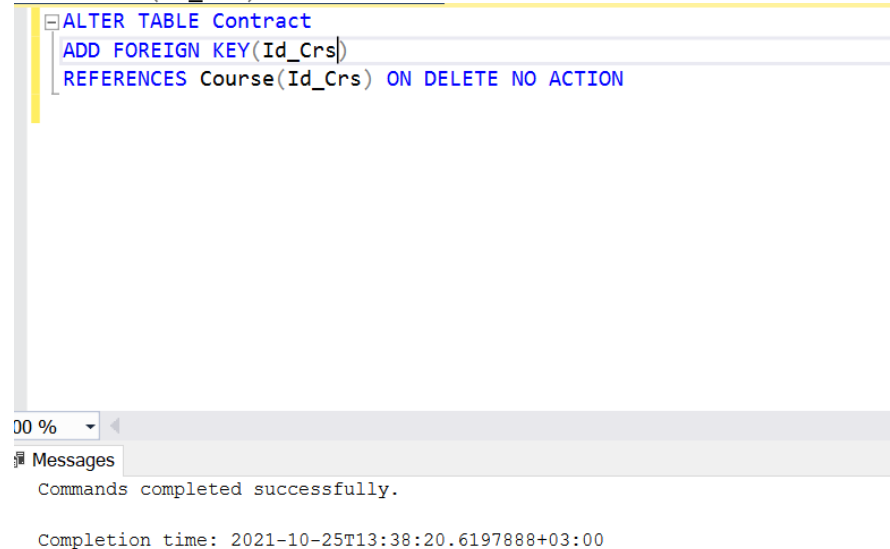 ALTER TABLE Contract
ADD FOREIGN KEY(Id_Crs)
REFERENCES Course(Id_Crs) ON DELETE NO ACTION
00 %
Messages
Commands completed successfully.
Completion time: 2021-10-25T13:38:20.6197888+03:00